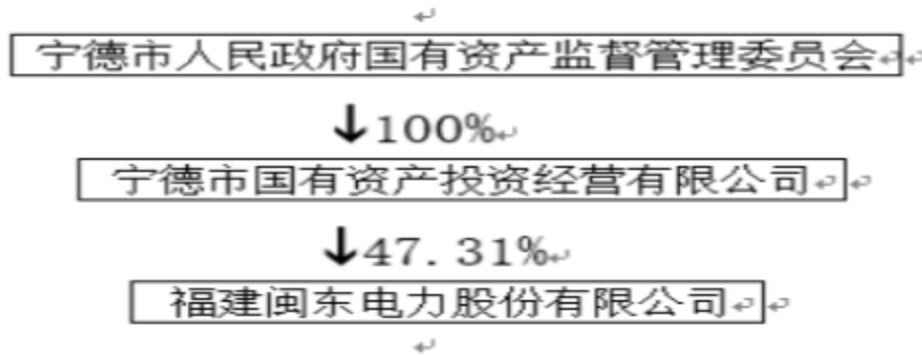 宁德市人民政府国有资产监督管理委员会
↓100%
宁德市国有资产投资经营有限公司
↓47.31%
福建闽东电力股份有限公司